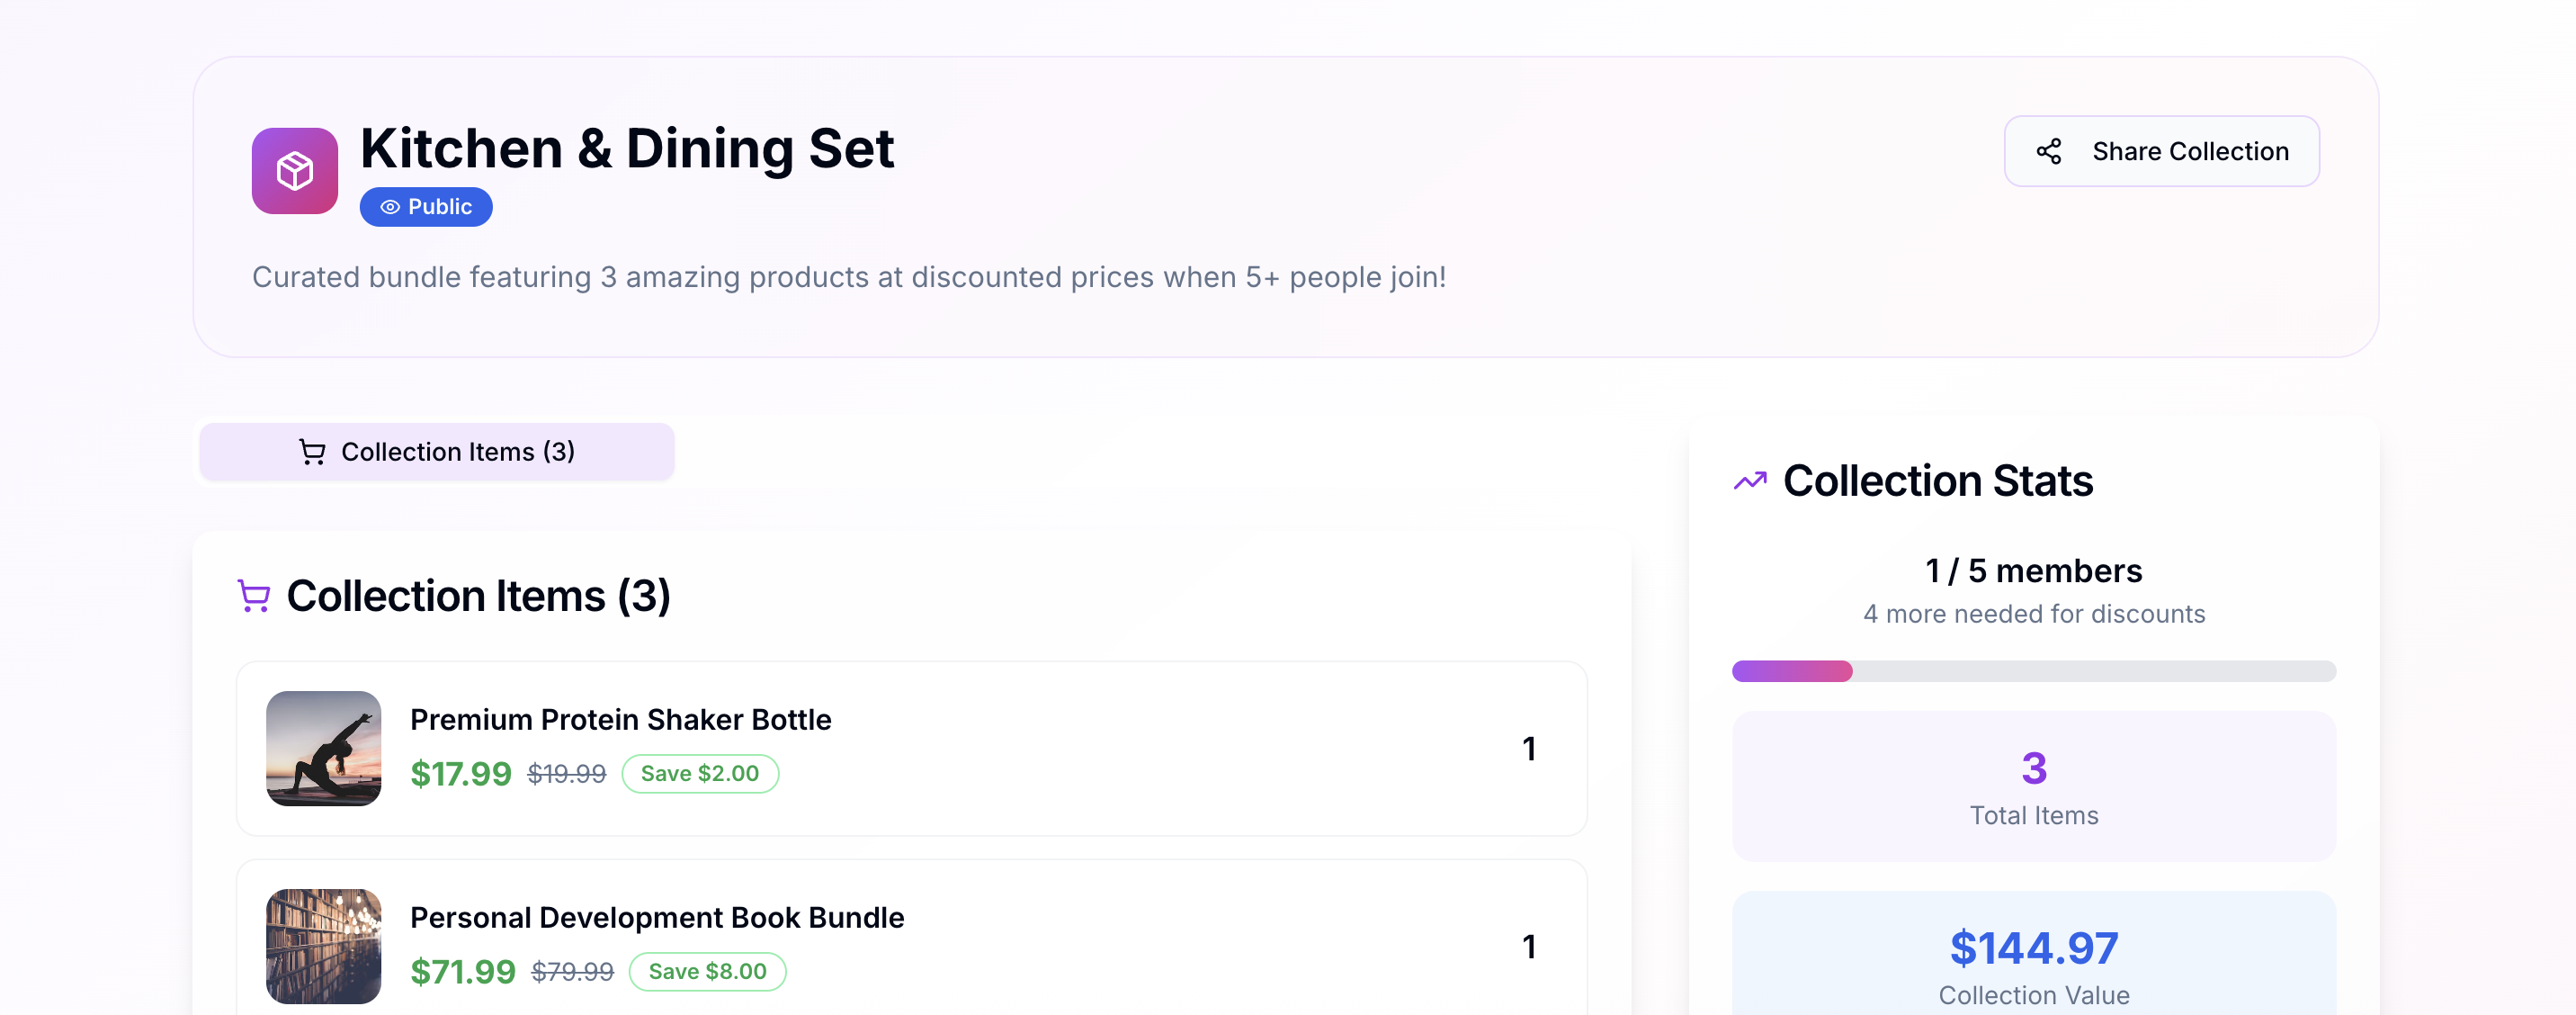 Kitchen & Dining Set
Public
Share Collection
Curated bundle featuring 3 amazing products at discounted prices when 5+ people join!
Collection Items (3)
Collection Items (3)
Premium Protein Shaker Bottle
$17.99 $19.99 Save $2.00
1
Personal Development Book Bundle
$71.99 $79.99 Save $8.00
1
Collection Stats
1 / 5 members
4 more needed for discounts
3
Total Items
$144.97
Collection Value